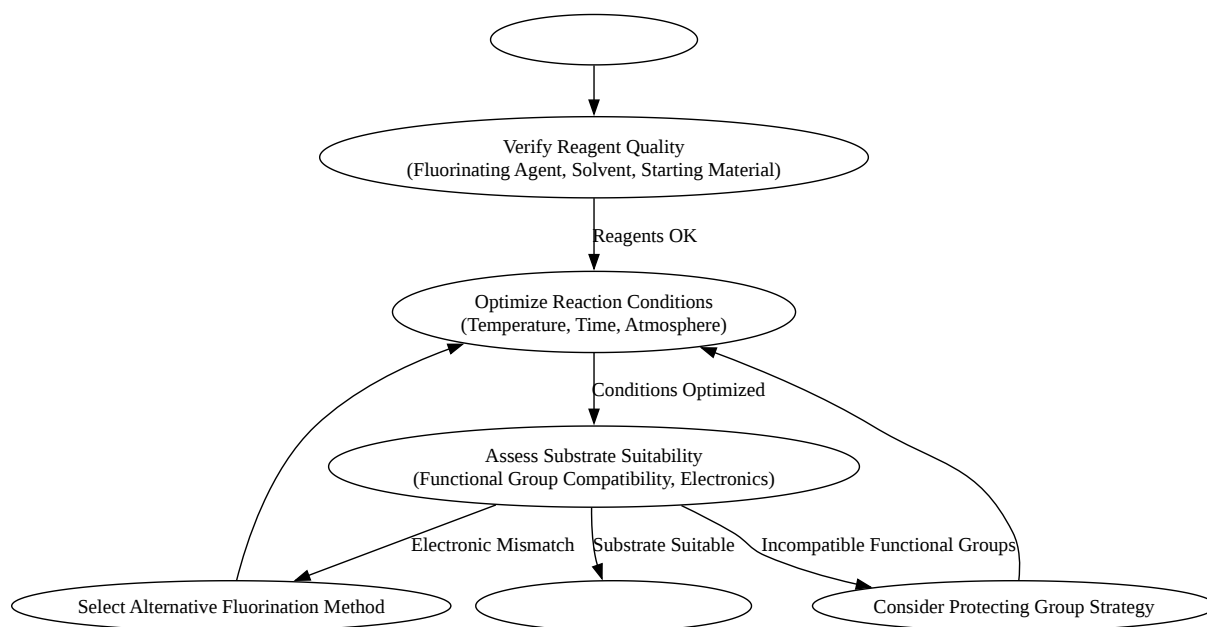 Verify Reagent Quality
(Fluorinating Agent, Solvent, Starting Material)
Reagents OK
Optimize Reaction Conditions
(Temperature, Time, Atmosphere)
Conditions Optimized
Assess Substrate Suitability
(Functional Group Compatibility, Electronics)
Electronic Mismatch
Substrate Suitable
Incompatible Functional Groups
Select Alternative Fluorination Method
Consider Protecting Group Strategy